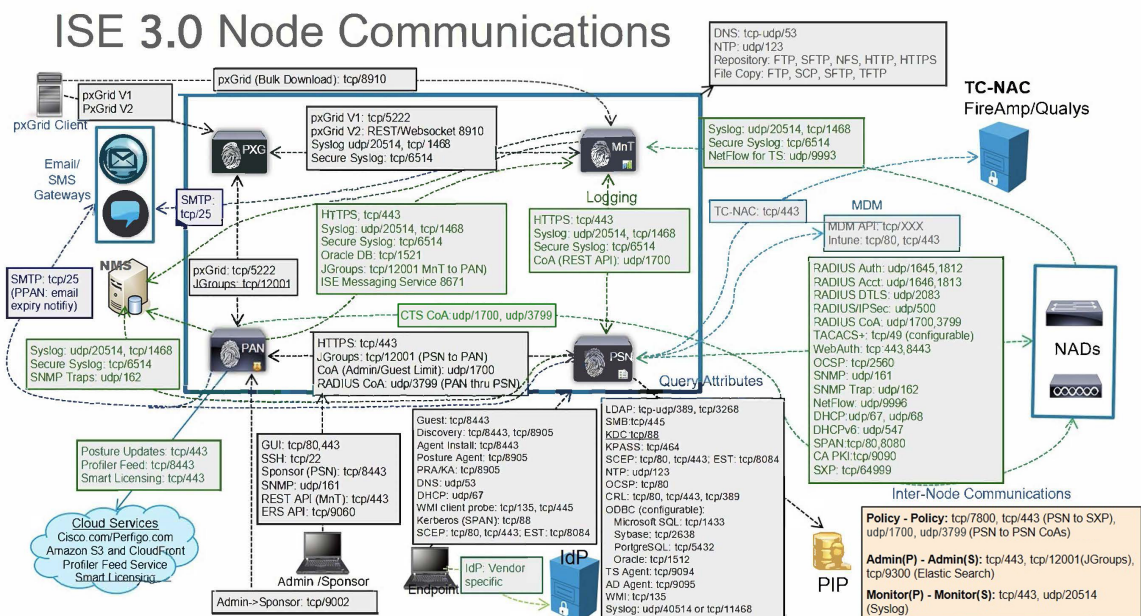 ISE 3.0 Node Communications
DNS: tcp-udp/53
NTP: udp/123
Repository: FTP, SFTP, NFS, HTTP, HTTPS
File Copy: FTP, SCP, SFTP, TFTP
pxGrid (Bulk Download): tcp/8910
pxGrid V1
PxGrid V2
pxGrid Client
TC-NAC
FireAmp/Qualys
PXG
pxGrid V1: tcp/5222
pxGrid V2: REST/Websocket 8910
Syslog udp/20514, tcp/1468
Secure Syslog: tcp/6514
MnT
Syslog: udp/20514, tcp/1468
Secure Syslog: tcp/6514
NetFlow for TS: udp/9993
Email/
SMS
Gateways
SMTP:
tcp/25
Logging
HTTPS, tcp/443
Syslog: udp/20514, tcp/1468
Secure Syslog: tcp/6514
Oracle DB: tcp/1521
JGroups: tcp/12001 MnT to PAN)
ISE Messaging Service 8671
HTTPS: tcp/443
Syslog: udp/20514, tcp/1468
Secure Syslog: tcp/6514
CoA (REST API): udp/1700
TC-NAC: tcp/443
MDM
MDM API: tcp/XXX
Intune: tcp/80, tcp/443
NMS
SMTP: tcp/25
(PPAN: email
expiry notifiy)
pxGrid: tcp/5222
JGroups: tcp/12001
CTS CoA:udp/1700, udp/3799
RADIUS Auth: udp/1645,1812
RADIUS Acct: udp/1646,1813
RADIUS DTLS: udp/2083
RADIUS/IPSec: udp/500
RADIUS CoA: udp/1700,3799
TACACS+: tcp/49 (configurable)
WebAuth: tcp:443,8443
OCSP: tcp/2560
SNMP: udp/161
SNMP Trap: udp/162
NetFlow: udp/9996
DHCP:udp/67, udp/68
DHCPv6: udp/547
SPAN:tcp/80,8080
CA PKI:tcp/9090
SXP: tcp/64999
NADs
Syslog: udp/20514, tcp/1468
Secure Syslog: tcp/6514
SNMP Traps: udp/162
PAN
HTTPS: tcp/443
JGroups: tcp/12001 (PSN to PAN)
CoA (Admin/Guest Limit): udp/1700
RADIUS CoA: udp/3799 (PAN thru PSN)
PSN
Query Attributes
Posture Updates: tcp/443
Profiler Feed: tcp/8443
Smart Licensing: tcp/443
GUI: tcp/80,443
SSH: tcp/22
Sponsor (PSN): tcp/8443
SNMP: udp/161
REST API (MnT): tcp/443
ERS API: tcp/9060
Guest: tcp/8443
Discovery: tcp/8443, tcp/8905
Agent Install: tcp/8443
Posture Agent: tcp/8905
PRA/KA: tcp/8905
DNS: udp/53
DHCP: udp/67
WMI client probe: tcp/135, tcp/445
Kerberos (SPAN): tcp/88
SCEP: tcp/80, tcp/443; EST: tcp/8084
LDAP: tcp-udp/389, tcp/3268
SMB:tcp/445
KDC:tcp/88
KPASS: tcp/464
SCEP: tcp/80, tcp/443; EST: tcp/8084
NTP: udp/123
OCSP: tcp/80
CRL: tcp/80, tcp/443, tcp/389
ODBC (configurable):
Microsoft SQL: tcp/1433
Sybase: tcp/2638
PortgreSQL: tcp/5432
Oracle: tcp/1512
TS Agent: tcp/9094
AD Agent: tcp/9095
WMI: tcp/135
Syslog: udp/40514 or tcp/11468
Cloud Services
Cisco.com/Perfigo.com
Amazon S3 and CloudFront
Profiler Feed Service
Smart Licensing
Admin /Sponsor
Admin->Sponsor: tcp/9002
Endpoint
IdP: Vendor
specific
IdP
PIP
Inter-Node Communications
Policy - Policy: tcp/7800, tcp/443 (PSN to SXP),
udp/1700, udp/3799 (PSN to PSN CoAs)
Admin(P) - Admin(S): tcp/443, tcp/12001(JGroups),
tcp/9300 (Elastic Search)
Monitor(P) - Monitor(S): tcp/443, udp/20514
(Syslog)